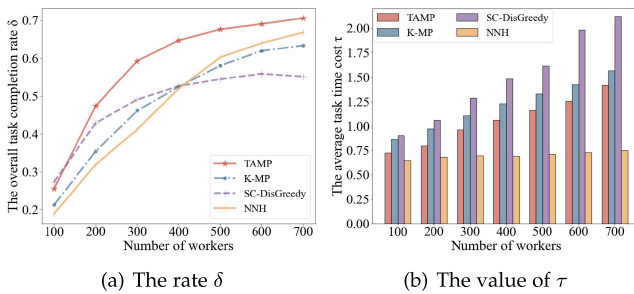 The overall task completion rate δ
0.7
0.6
0.5
0.4
0.3
0.2
TAMP
K-MP
SC-DisGreedy
NNH
100 200 300 400 500 600 700
Number of workers
(a) The rate δ
The average task time cost τ
TAMP SC-DisGreedy
K-MP NNH
2.00
1.75
1.50
1.25
1.00
0.75
0.50
0.25
0.00
100 200 300 400 500 600 700
Number of workers
(b) The value of τ